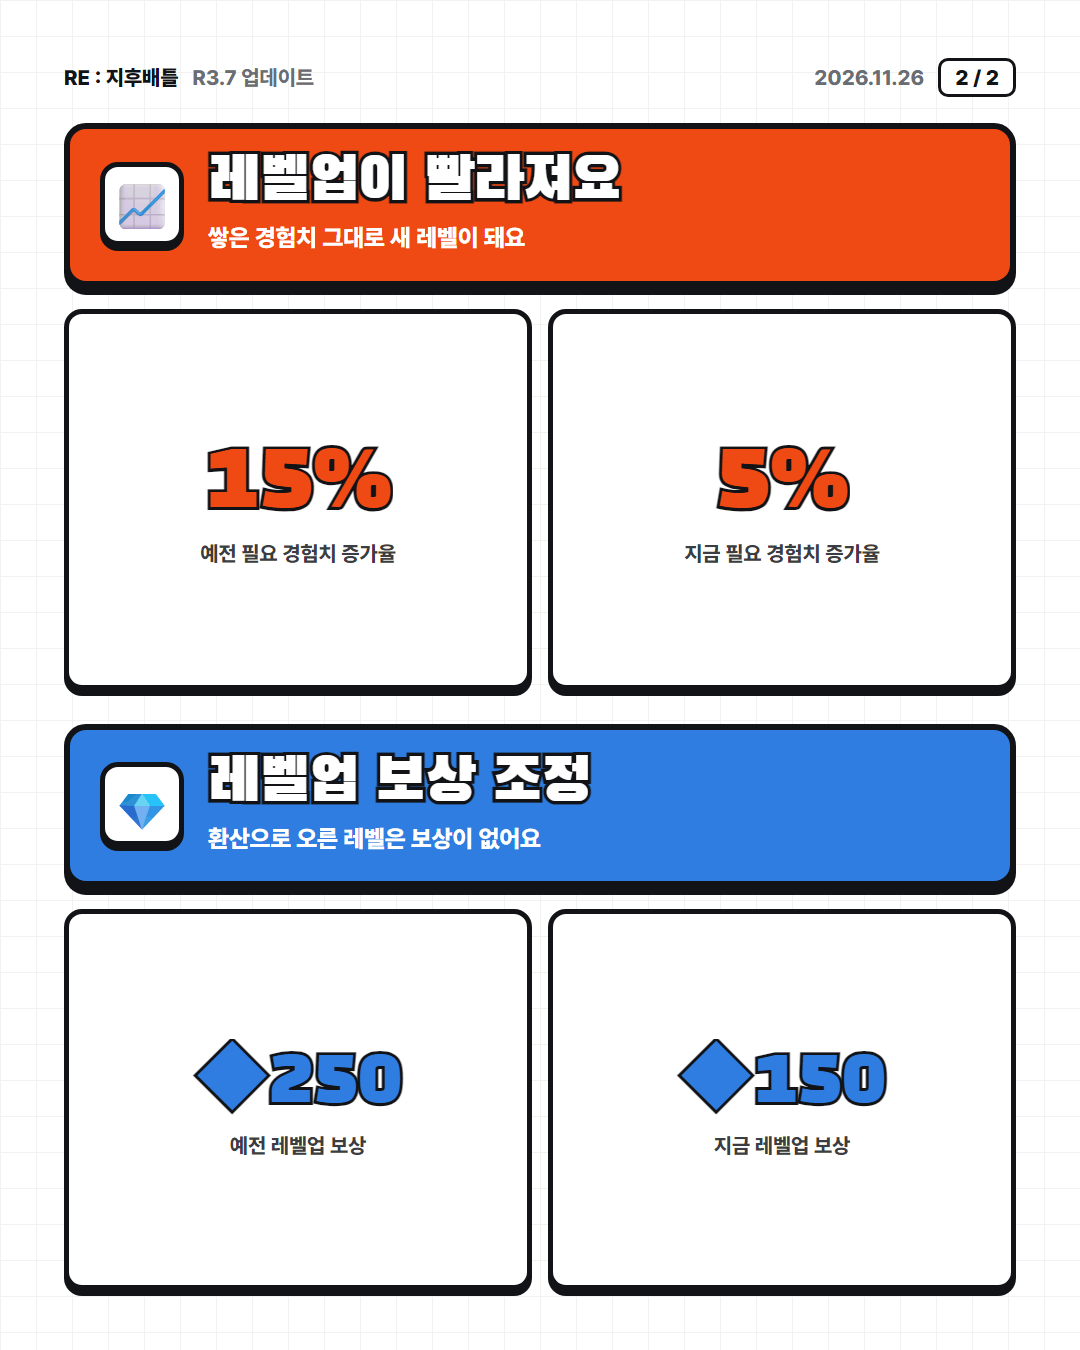 RE : 지후배틀 R3.7 업데이트 2026.11.26 2 / 2
레벨업이 빨라져요
쌓은 경험치 그대로 새 레벨이 돼요
15% 5%
예전 필요 경험치 증가율 지금 필요 경험치 증가율
레벨업 보상 조정
환산으로 오른 레벨은 보상이 없어요
◆250 ◆150
예전 레벨업 보상 지금 레벨업 보상